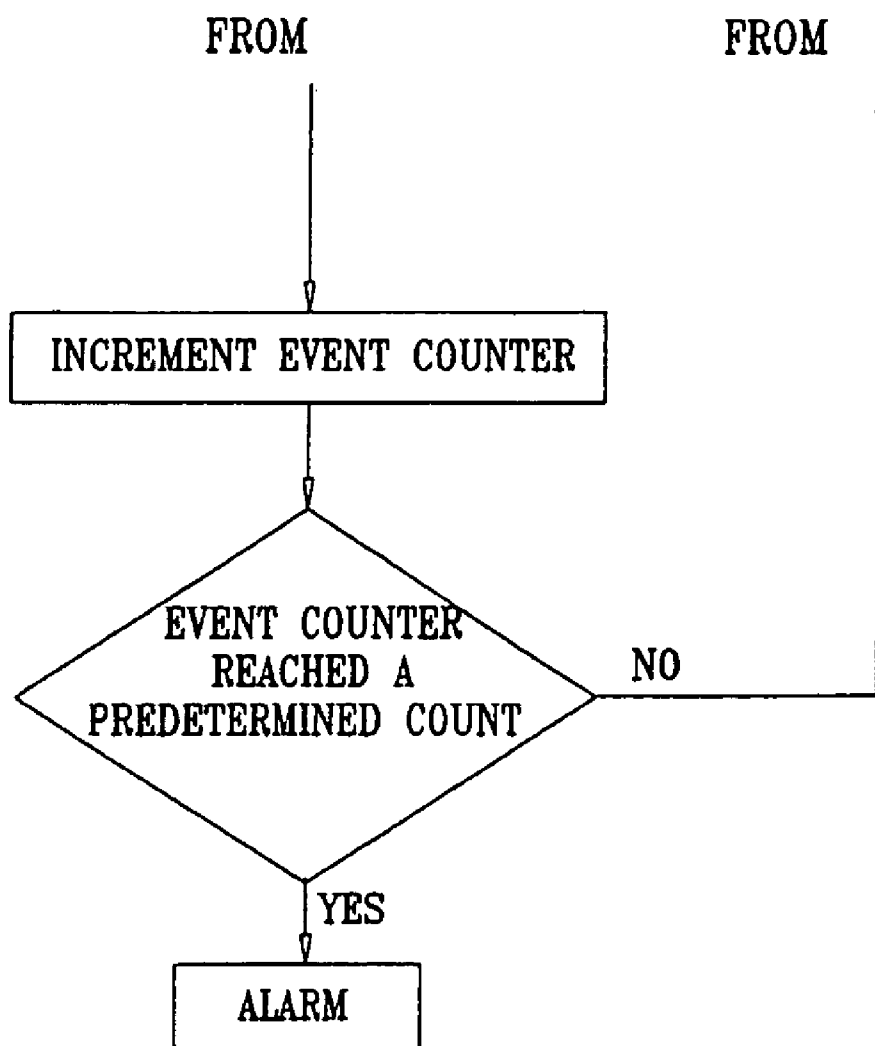 FROM
FROM
INCREMENT EVENT COUNTER
EVENT COUNTER
REACHED A
PREDETERMINED COUNT
NO
YES
ALARM